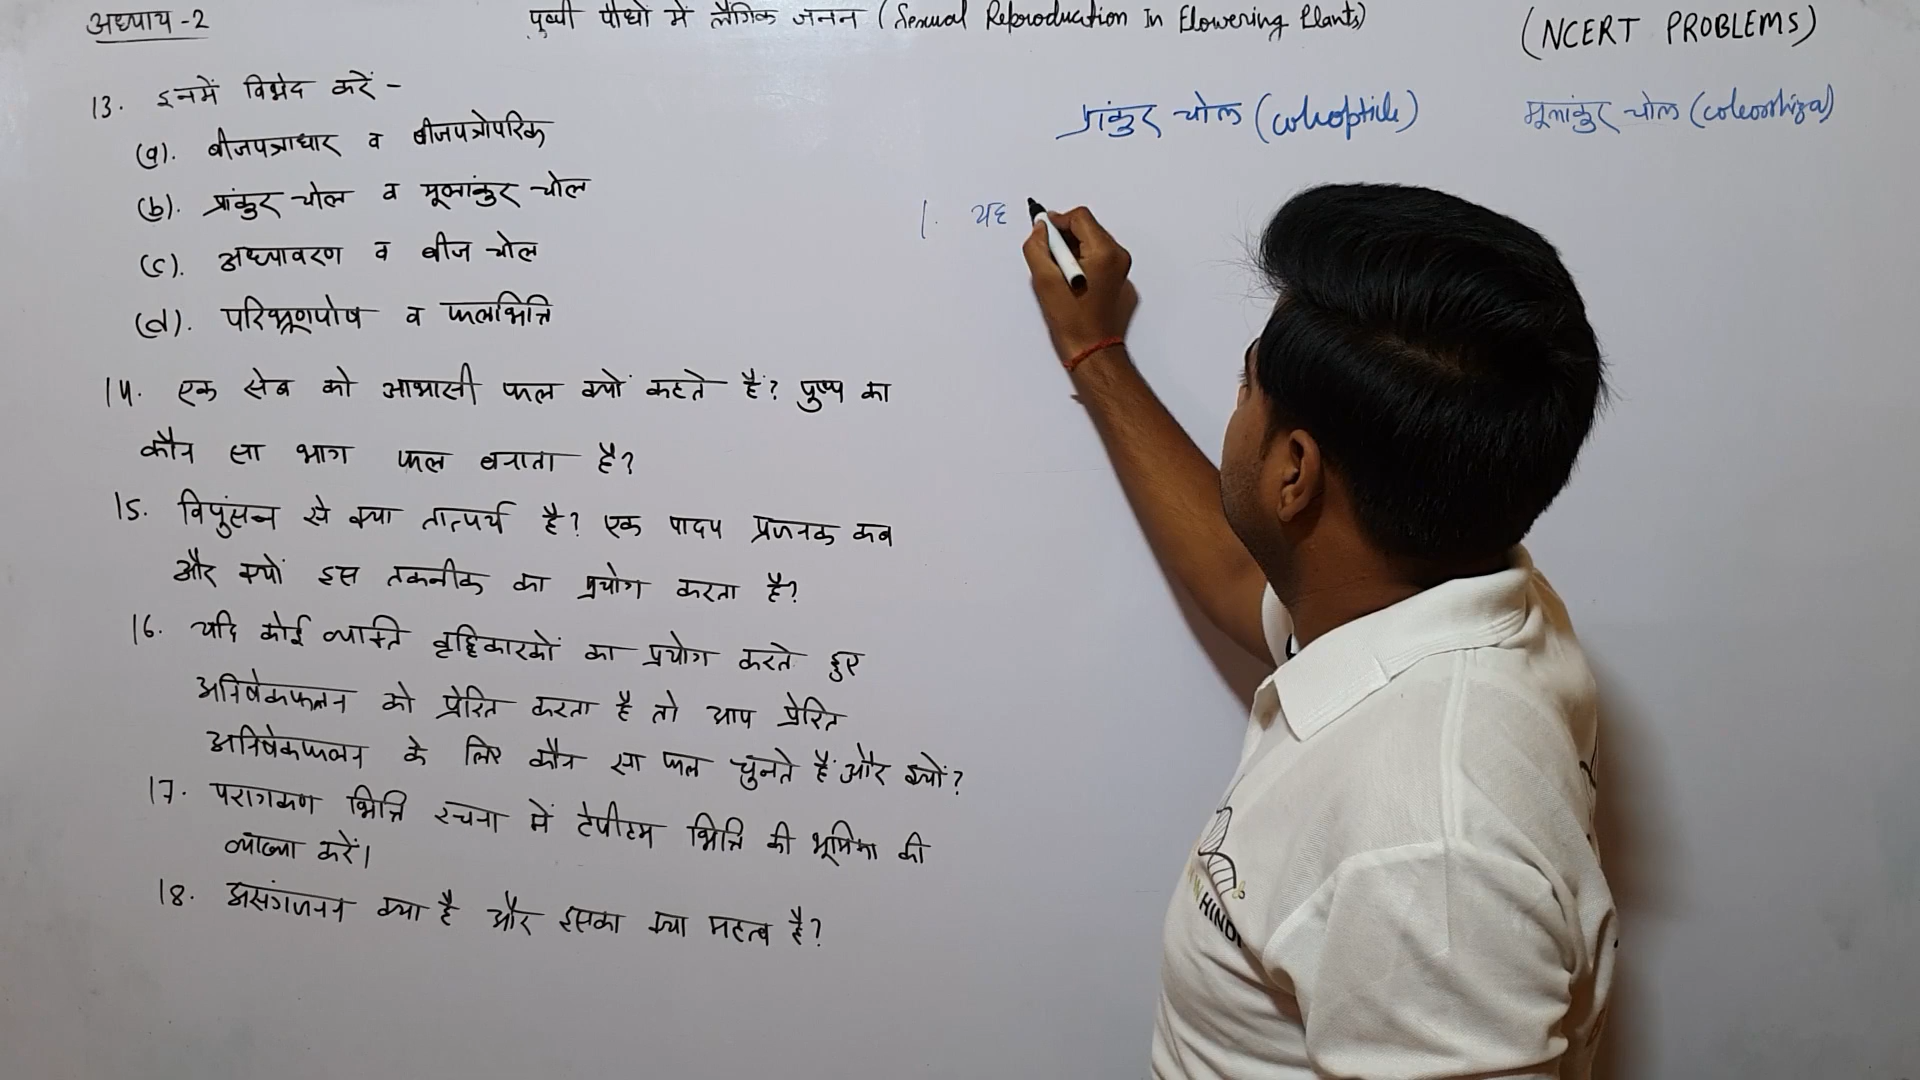 अध्याय -2
पुष्पी पौधों में लैंगिक जनन (Sexual Reproduction In Flowering Plants)
(NCERT PROBLEMS)
13. इनमें विभेद करें -
(a). बीजपत्राधार व बीजपत्रोपरिक
(b). प्रांकुर चोल व मूलांकुर चोल
(c). अध्यावरण व बीज चोल
(d). परिभ्रूणपोष व फलभित्ति
14. एक सेब को आभासी फल क्यों कहते हैं? पुष्प का
कौन सा भाग फल बनाता है?
15. विपुंसन से क्या तात्पर्य है? एक पादप प्रजनक कब
और क्यों इस तकनीक का प्रयोग करता है?
16. यदि कोई व्यक्ति वृद्धिकारकों का प्रयोग करते हुए
अनिषेकफलन को प्रेरित करता है तो आप प्रेरित
अनिषेकफलन के लिए कौन सा फल चुनते हैं और क्यों?
17. परागकण भित्ति रचना में टेपीटम भित्ति की भूमिका की
व्याख्या करें।
18. असंगजनन क्या है और इसका क्या महत्व है?
प्रांकुर चोल (coleoptile)
मूलांकुर चोल (coleorhiza)
1. यह
HINDI